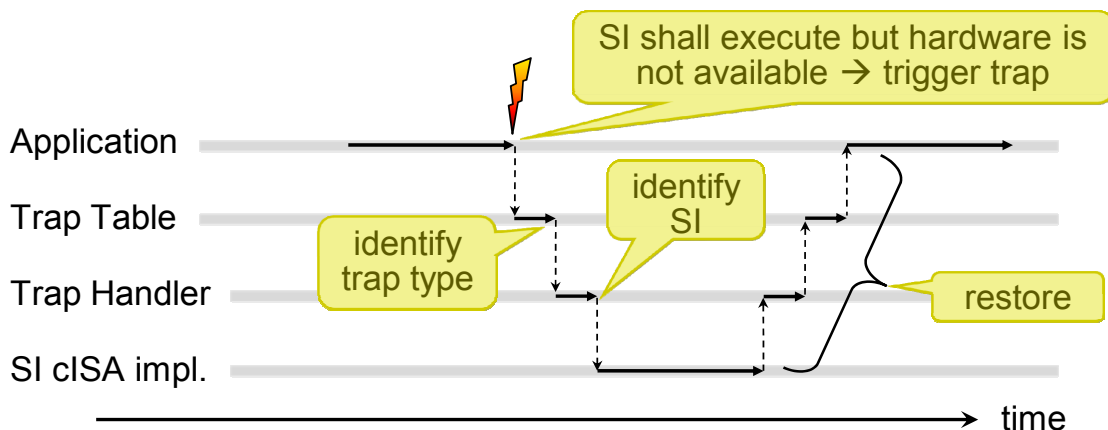 SI shall execute but hardware is
not available → trigger trap
Application
Trap Table
identify
SI
identify
trap type
Trap Handler
restore
SI cISA impl.
time